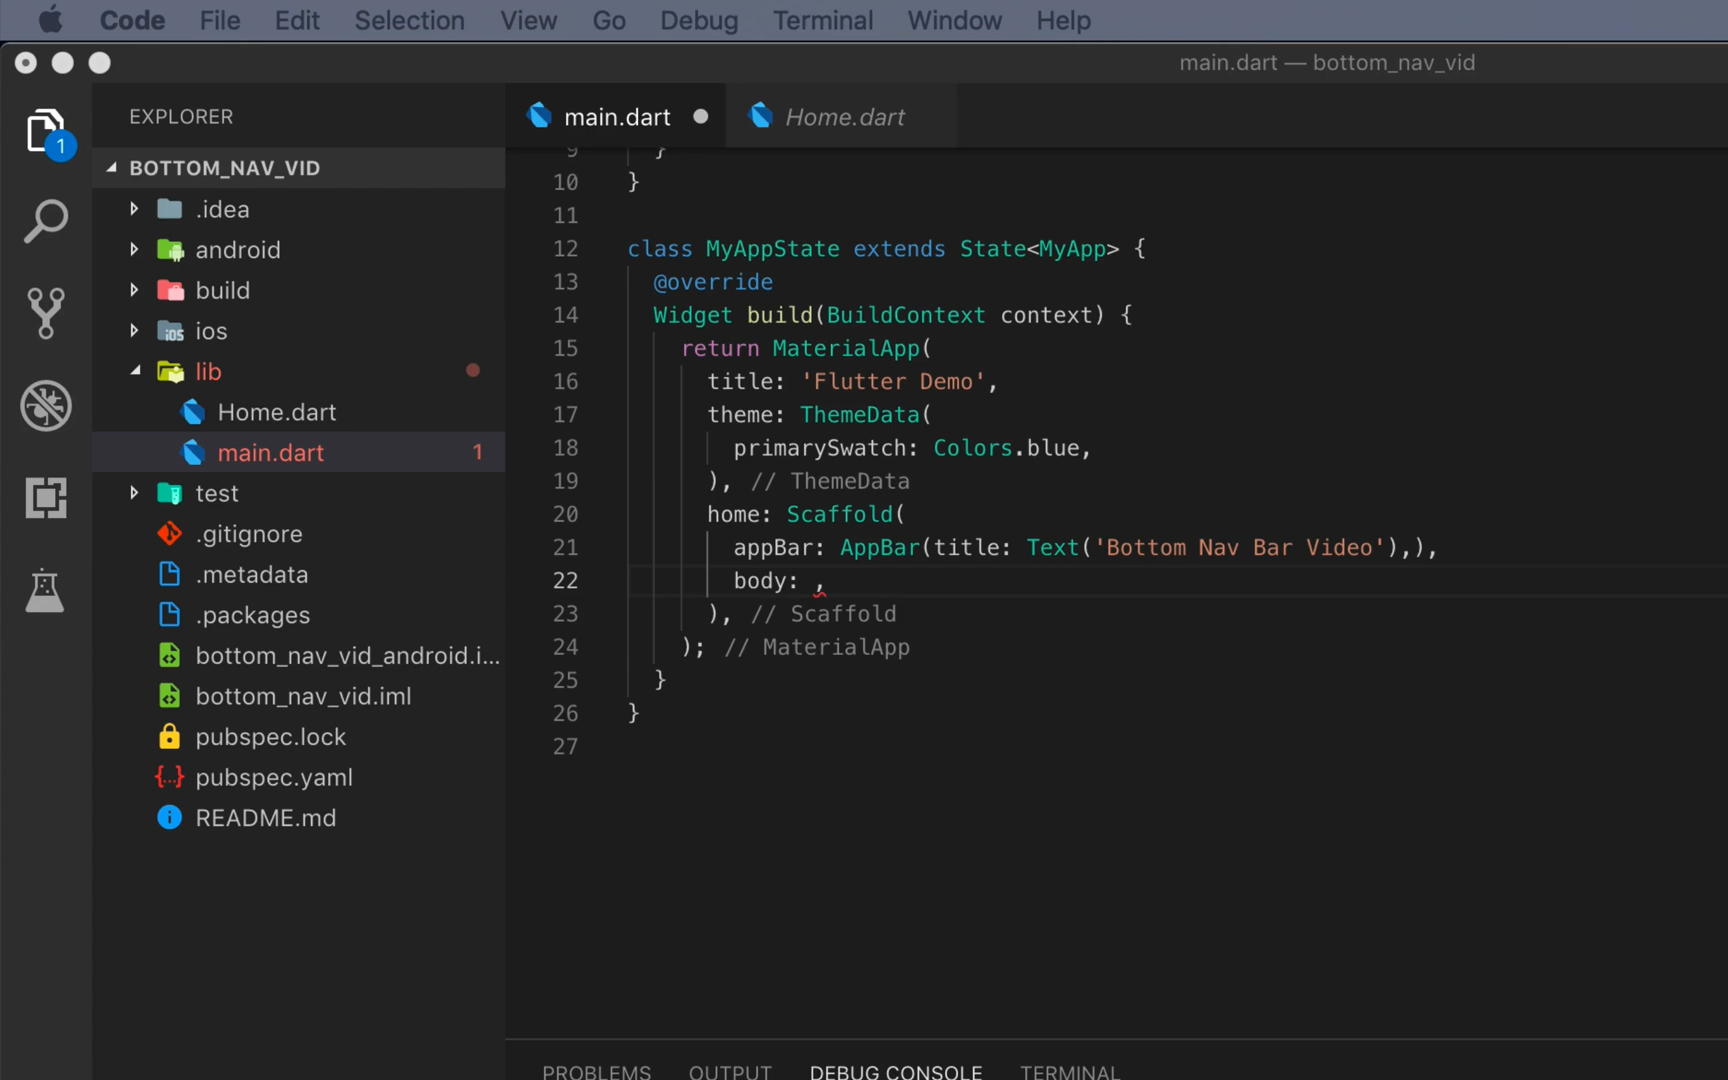 Code File Edit Selection View Go Debug Terminal Window Help
main.dart — bottom_nav_vid
EXPLORER
main.dart Home.dart
1
BOTTOM_NAV_VID
.idea
android
build
ios
iOS
lib
Home.dart
main.dart 1
test
.gitignore
.metadata
.packages
bottom_nav_vid_android.i...
bottom_nav_vid.iml
pubspec.lock
{...} pubspec.yaml
i README.md
9 }
10 }
11
12 class MyAppState extends State<MyApp> {
13 @override
14 Widget build(BuildContext context) {
15 return MaterialApp(
16 title: 'Flutter Demo',
17 theme: ThemeData(
18 primarySwatch: Colors.blue,
19 ), // ThemeData
20 home: Scaffold(
21 appBar: AppBar(title: Text('Bottom Nav Bar Video'),),
22 body: ,
23 ), // Scaffold
24 ); // MaterialApp
25 }
26 }
27
PROBLEMS OUTPUT DEBUG CONSOLE TERMINAL